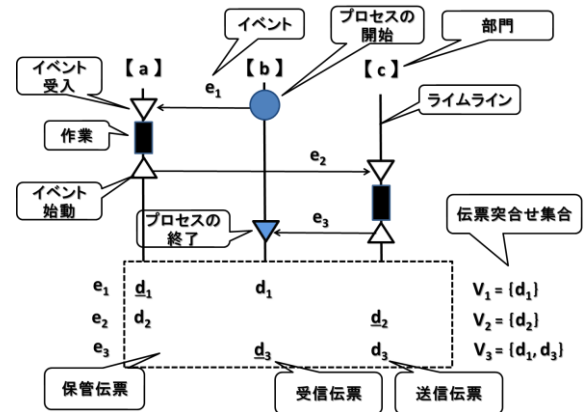 イベント
プロセスの
開始
部門
イベント
受入
【 a 】
【 b 】
【 c 】
e1
作業
ライムライン
e2
イベント
始動
プロセスの
終了
e3
伝票突合せ集合
e1 d1 d1 V1 = {d1}
e2 d2 d2 V2 = {d2}
e3 d3 d3 V3 = {d1, d3}
保管伝票
受信伝票
送信伝票